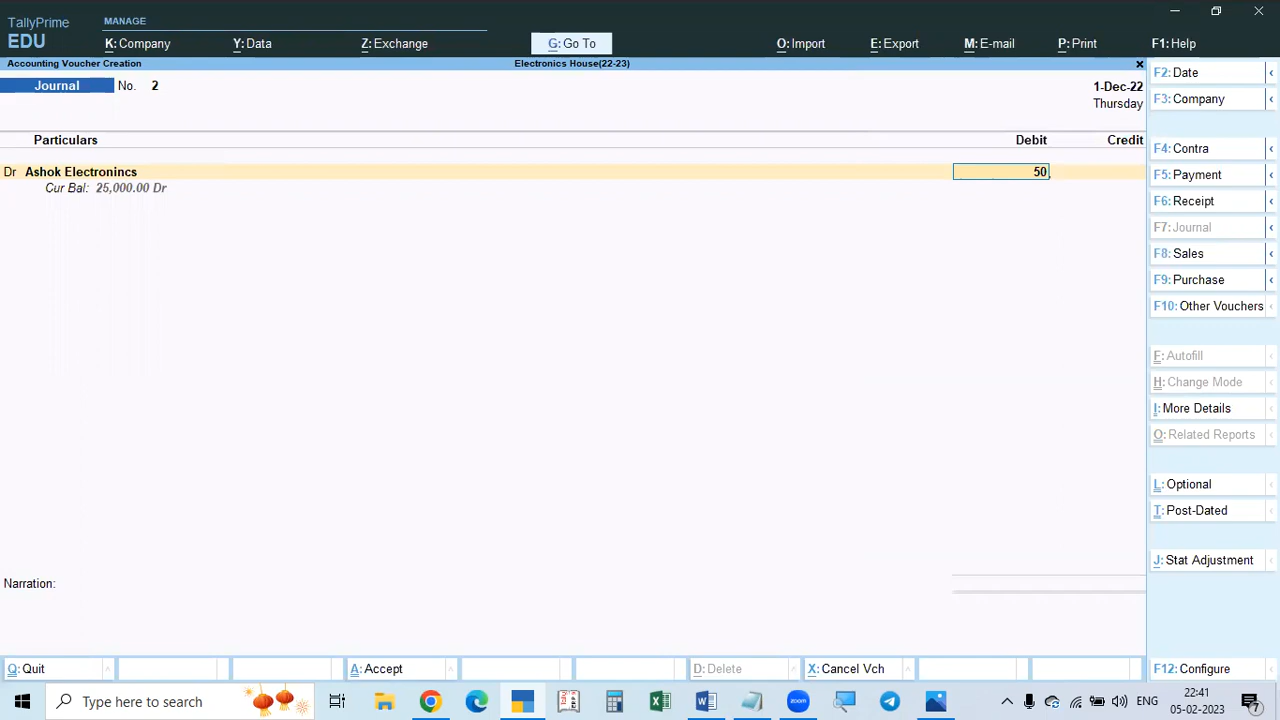 TallyPrime
EDU
MANAGE
K: Company
Y: Data
Z: Exchange
G: Go To
O: Import
E: Export
M: E-mail
P: Print
F1: Help
Accounting Voucher Creation
Electronics House(22-23)
Journal No. 2
1-Dec-22
Thursday
Particulars
Debit
Credit
Dr Ashok Electronincs 50
Cur Bal: 25,000.00 Dr
Narration:
F2: Date
F3: Company
F4: Contra
F5: Payment
F6: Receipt
F7: Journal
F8: Sales
F9: Purchase
F10: Other Vouchers
F: Autofill
H: Change Mode
I: More Details
O: Related Reports
L: Optional
T: Post-Dated
J: Stat Adjustment
F12: Configure
Q: Quit
A: Accept
D: Delete
X: Cancel Vch
Type here to search
zoom
ENG
22:41
05-02-2023
7